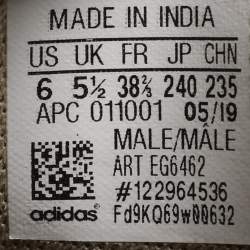 MADE IN INDIA
US UK FR JP CHN
6 5½ 38⅔ 240 235
APC 011001 05/19
MALE/MÂLE
ART EG6462
#122964536
adidas Fd9KQ69w00632